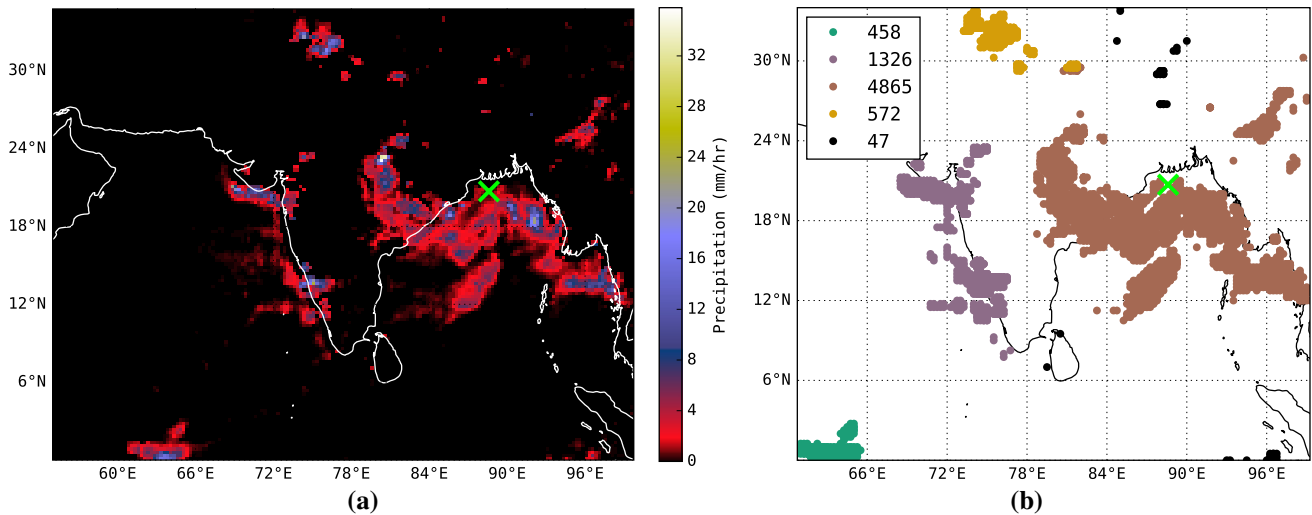 30°N
24°N
18°N
12°N
6°N
60°E 66°E 72°E 78°E 84°E 90°E 96°E
32
28
24
20
16
12
8
4
0
Precipitation (mm/hr)
(a)
458
1326
4865
572
47
30°N
24°N
18°N
12°N
6°N
66°E 72°E 78°E 84°E 90°E 96°E
(b)